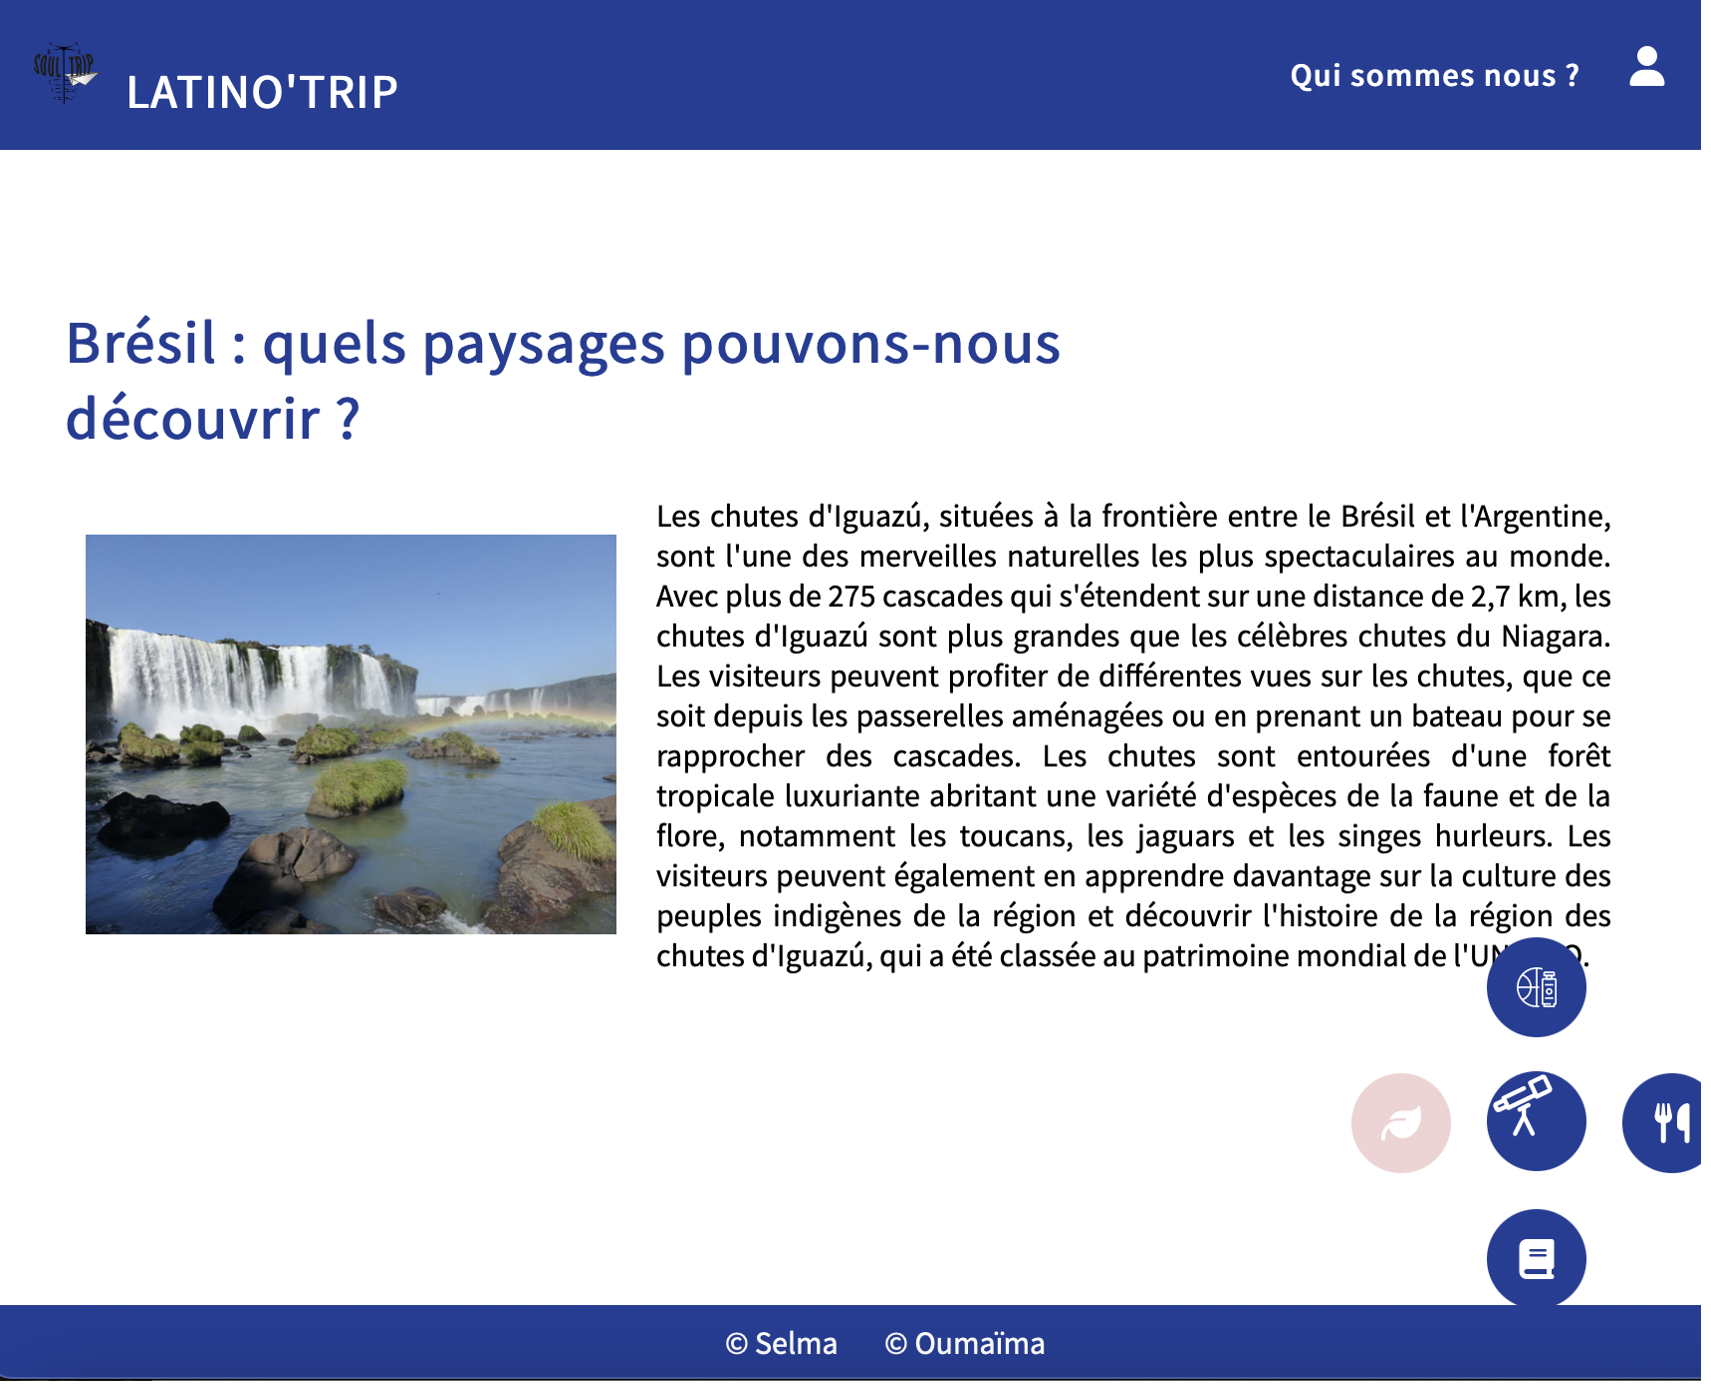 SOUL TRIP
LATINO'TRIP
Qui sommes nous ?
Brésil : quels paysages pouvons-nous
découvrir ?
Les chutes d'Iguazú, situées à la frontière entre le Brésil et l'Argentine,
sont l'une des merveilles naturelles les plus spectaculaires au monde.
Avec plus de 275 cascades qui s'étendent sur une distance de 2,7 km, les
chutes d'Iguazú sont plus grandes que les célèbres chutes du Niagara.
Les visiteurs peuvent profiter de différentes vues sur les chutes, que ce
soit depuis les passerelles aménagées ou en prenant un bateau pour se
rapprocher des cascades. Les chutes sont entourées d'une forêt
tropicale luxuriante abritant une variété d'espèces de la faune et de la
flore, notamment les toucans, les jaguars et les singes hurleurs. Les
visiteurs peuvent également en apprendre davantage sur la culture des
peuples indigènes de la région et découvrir l'histoire de la région des
chutes d'Iguazú, qui a été classée au patrimoine mondial de
© Selma © Oumaïma